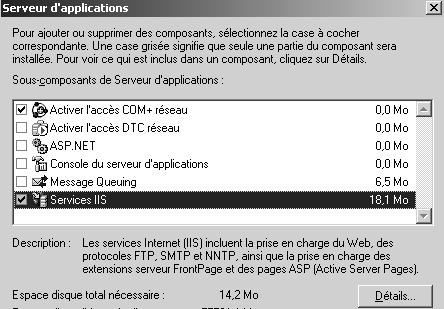 Serveur d'applications
Pour ajouter ou supprimer des composants, sélectionnez la case à cocher
correspondante. Une case grisée signifie que seule une partie du composant sera
installée. Pour voir ce qui est inclus dans un composant, cliquez sur Détails.
Sous-composants de Serveur d'applications :
Activer l'accès COM+ réseau 0,0 Mo
Activer l'accès DTC réseau 0,0 Mo
ASP.NET 0,0 Mo
Console du serveur d'applications 0,0 Mo
Message Queuing 6,5 Mo
Services IIS 18,1 Mo
Description : Les services Internet (IIS) incluent la prise en charge du Web, des
protocoles FTP, SMTP et NNTP, ainsi que la prise en charge des
extensions serveur FrontPage et des pages ASP (Active Server Pages).
Espace disque total nécessaire : 14,2 Mo
Détails...